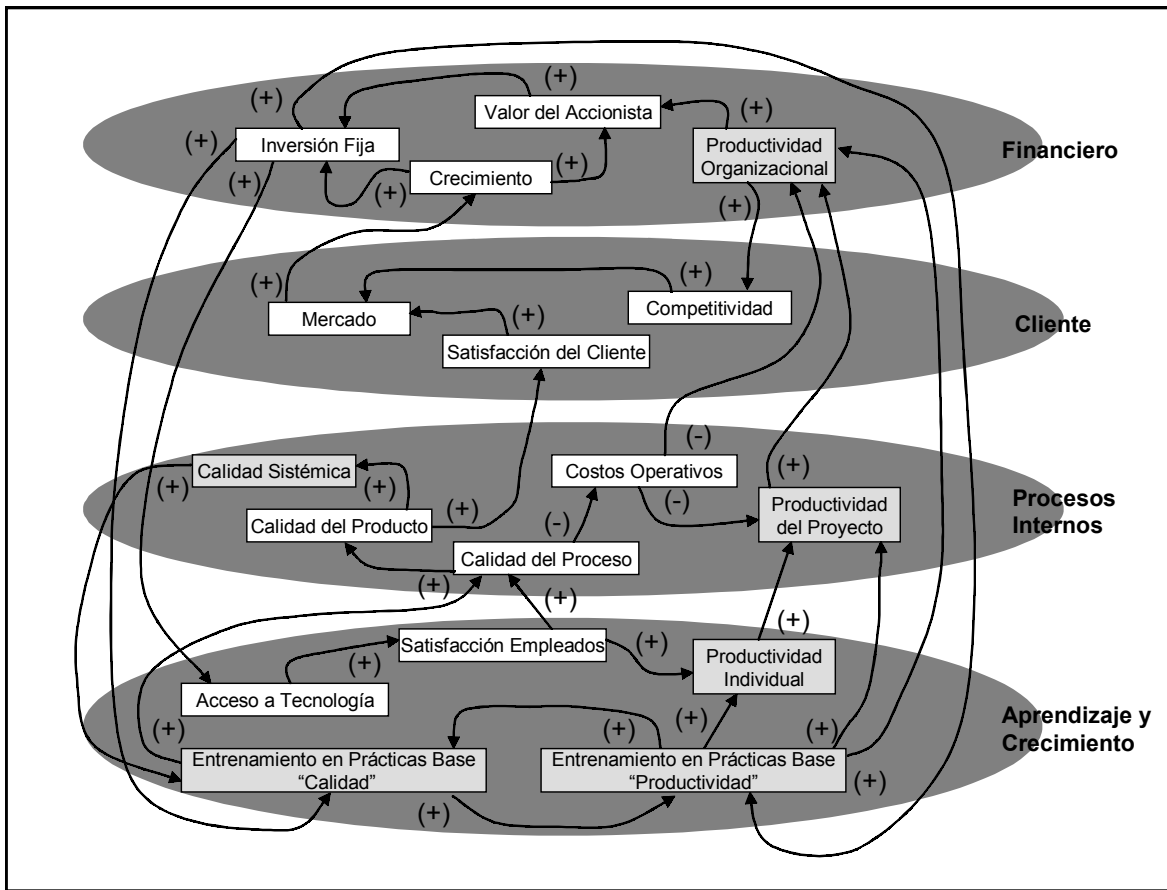 (+)
Valor del Accionista
(+)
(+)
(+)
Inversión Fija
Productividad
Organizacional
Financiero
(+)
Crecimiento
(+)
(+)
(+)
(+)
(+)
Mercado
Competitividad
(+)
Cliente
Satisfacción del Cliente
(-)
Calidad Sistémica
Costos Operativos
(+)
(+)
(+)
(-)
Productividad
del Proyecto
Procesos
Internos
Calidad del Producto
(+)
(-)
Calidad del Proceso
(+)
(+)
(+)
Satisfacción Empleados
(+)
(+)
Productividad
Individual
Acceso a Tecnología
(+)
(+)
(+)
(+)
Aprendizaje y
Crecimiento
Entrenamiento en Prácticas Base
“Calidad”
Entrenamiento en Prácticas Base
“Productividad”
(+)
(+)